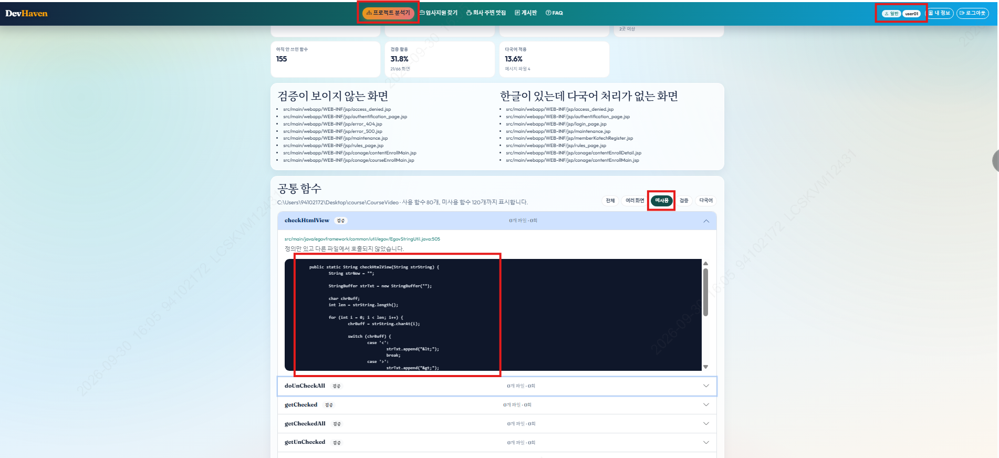 DevHaven
프로젝트 분석기
입사지원 찾기
회사 주변 맛집
게시판
FAQ
일반
user01
내 정보
로그아웃
2곳 이상
아직 안 쓰인 함수
155
검증 활용
31.8%
21/66 화면
다국어 적용
13.6%
메시지 파일 4
검증이 보이지 않는 화면
src/main/webapp/WEB-INF/jsp/access_denied.jsp
src/main/webapp/WEB-INF/jsp/authentification_page.jsp
src/main/webapp/WEB-INF/jsp/error_404.jsp
src/main/webapp/WEB-INF/jsp/error_500.jsp
src/main/webapp/WEB-INF/jsp/maintenance.jsp
src/main/webapp/WEB-INF/jsp/rules_page.jsp
src/main/webapp/WEB-INF/jsp/conage/contentEnrollMain.jsp
src/main/webapp/WEB-INF/jsp/conage/courseEnrollMain.jsp
한글이 있는데 다국어 처리가 없는 화면
src/main/webapp/WEB-INF/jsp/access_denied.jsp
src/main/webapp/WEB-INF/jsp/authentification_page.jsp
src/main/webapp/WEB-INF/jsp/login_page.jsp
src/main/webapp/WEB-INF/jsp/maintenance.jsp
src/main/webapp/WEB-INF/jsp/memberKotechRegister.jsp
src/main/webapp/WEB-INF/jsp/rules_page.jsp
src/main/webapp/WEB-INF/jsp/conage/contentEnrollDetail.jsp
src/main/webapp/WEB-INF/jsp/conage/contentEnrollMain.jsp
공통 함수
C:\Users\94102172\Desktop\course\CourseVideo · 사용 함수 80개, 미사용 함수 120개까지 표시합니다.
전체
여러 화면
미사용
검증
다국어
checkHtmlView 검증 0개 파일 · 0회
src/main/java/egovframework/common/util/egov/EgovStringUtil.java:505
정의만 있고 다른 파일에서 호출되지 않았습니다.
public static String checkHtmlView(String strString) {
String strNew = "";
StringBuffer strTxt = new StringBuffer("");
char chrBuff;
int len = strString.length();
for (int i = 0; i < len; i++) {
chrBuff = strString.charAt(i);
switch (chrBuff) {
case '<':
strTxt.append("&lt;");
break;
case '>':
strTxt.append("&gt;");
doUnCheckAll 검증 0개 파일 · 0회
getChecked 검증 0개 파일 · 0회
getCheckedAll 검증 0개 파일 · 0회
getUnChecked 검증 0개 파일 · 0회
2026-09-30 16:05 94102172 LCSKVM12431
2026-09-30 16:05 94102172 LCSKVM12431